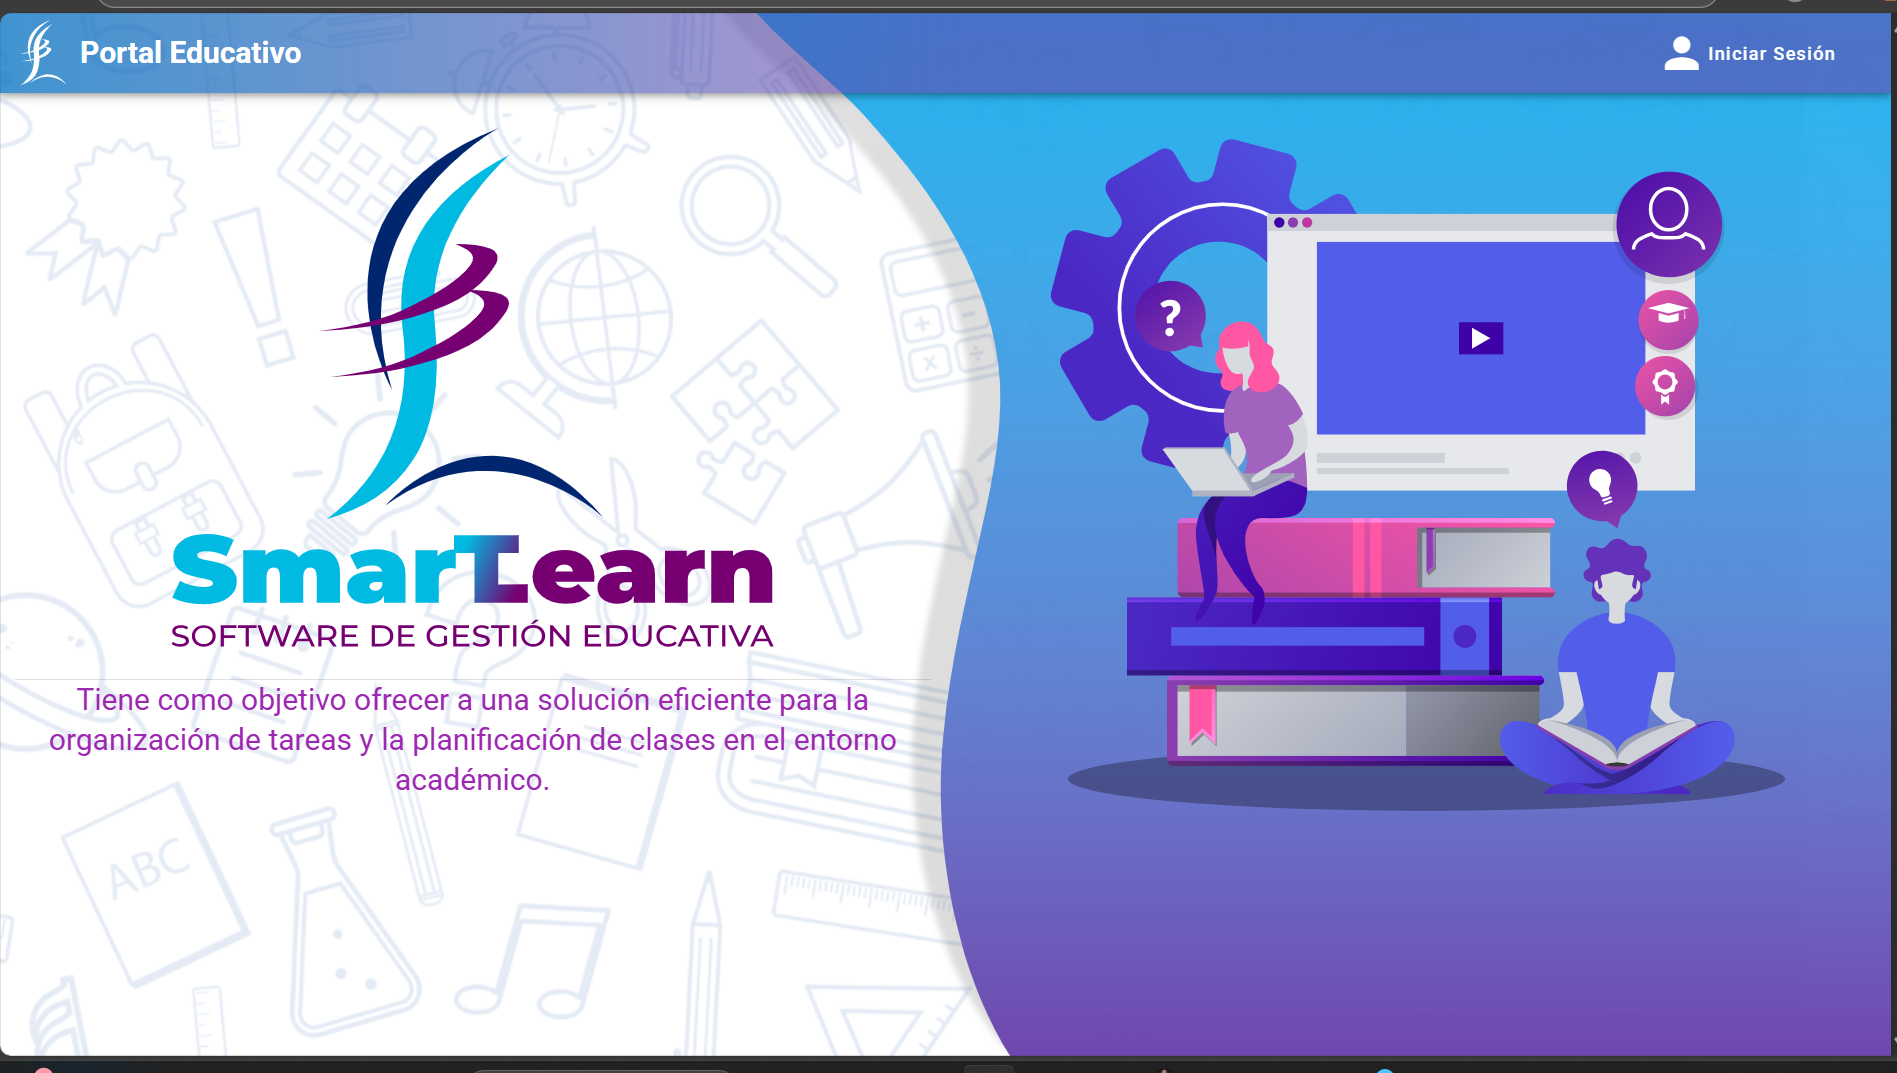 Portal Educativo
Iniciar Sesión
SmarTLearn
SOFTWARE DE GESTIÓN EDUCATIVA
Tiene como objetivo ofrecer a una solución eficiente para la
organización de tareas y la planificación de clases en el entorno
académico.
?
ABC